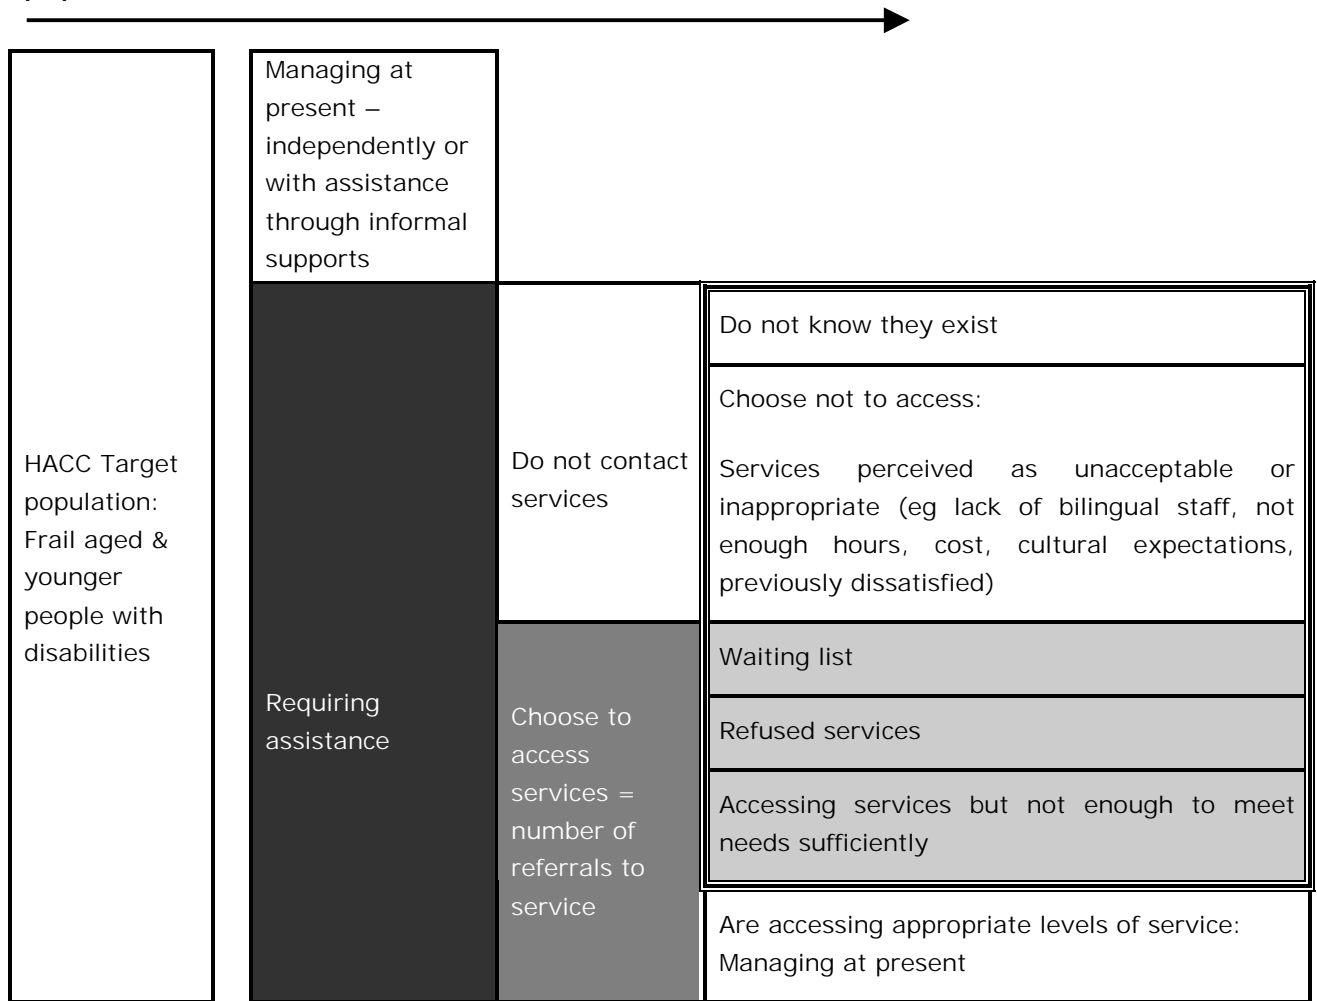 Managing at
present –
independently or
with assistance
through informal
supports
HACC Target
population:
Frail aged &
younger
people with
disabilities
Requiring
assistance
Do not contact
services
Choose to
access
services =
number of
referrals to
service
Do not know they exist
Choose not to access:
Services perceived as unacceptable or
inappropriate (eg lack of bilingual staff, not
enough hours, cost, cultural expectations,
previously dissatisfied)
Waiting list
Refused services
Accessing services but not enough to meet
needs sufficiently
Are accessing appropriate levels of service:
Managing at present